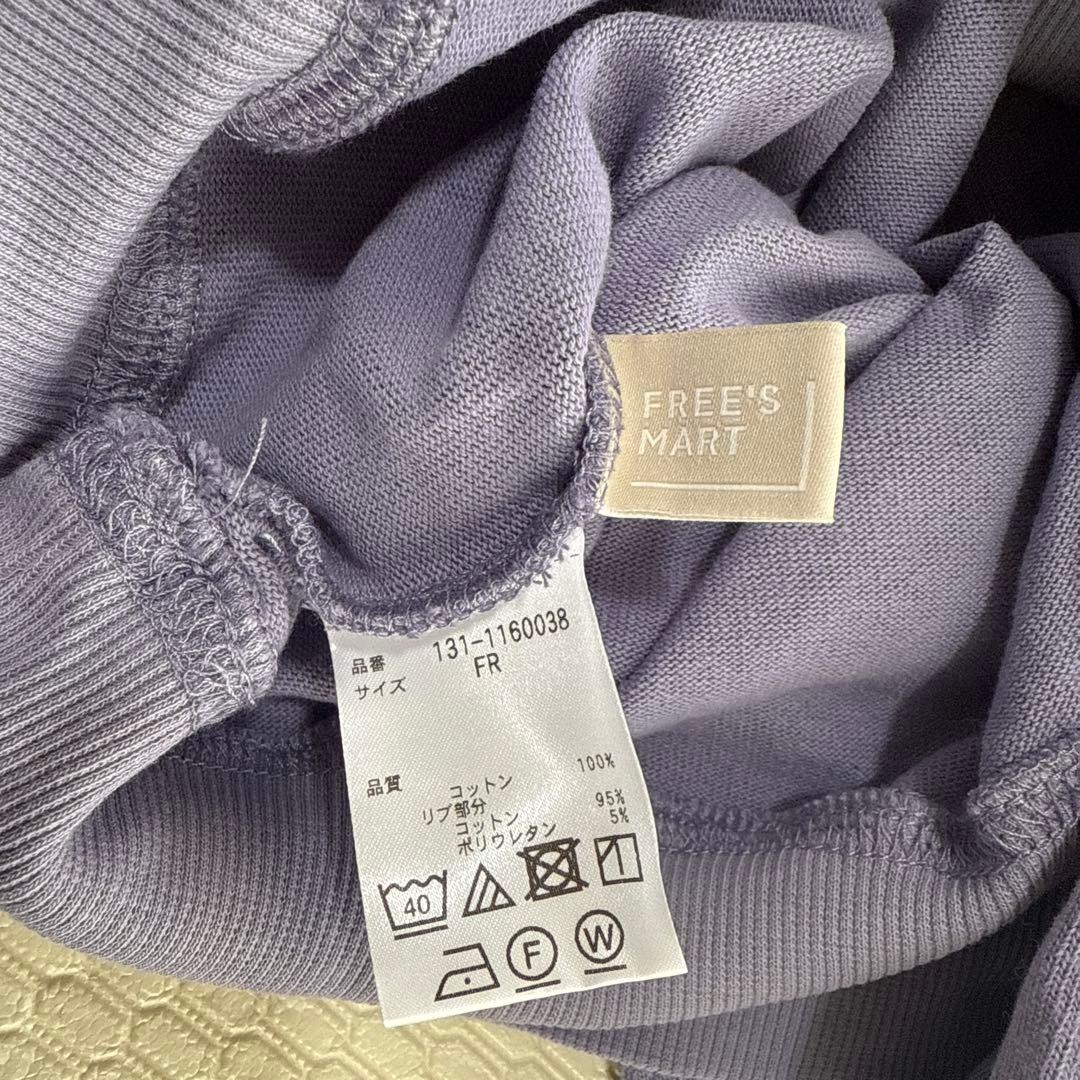 FREE'S
MART
品番 131-1160038
サイズ FR
品質 コットン 100%
リブ部分
コットン 95%
ポリウレタン 5%
40
F W